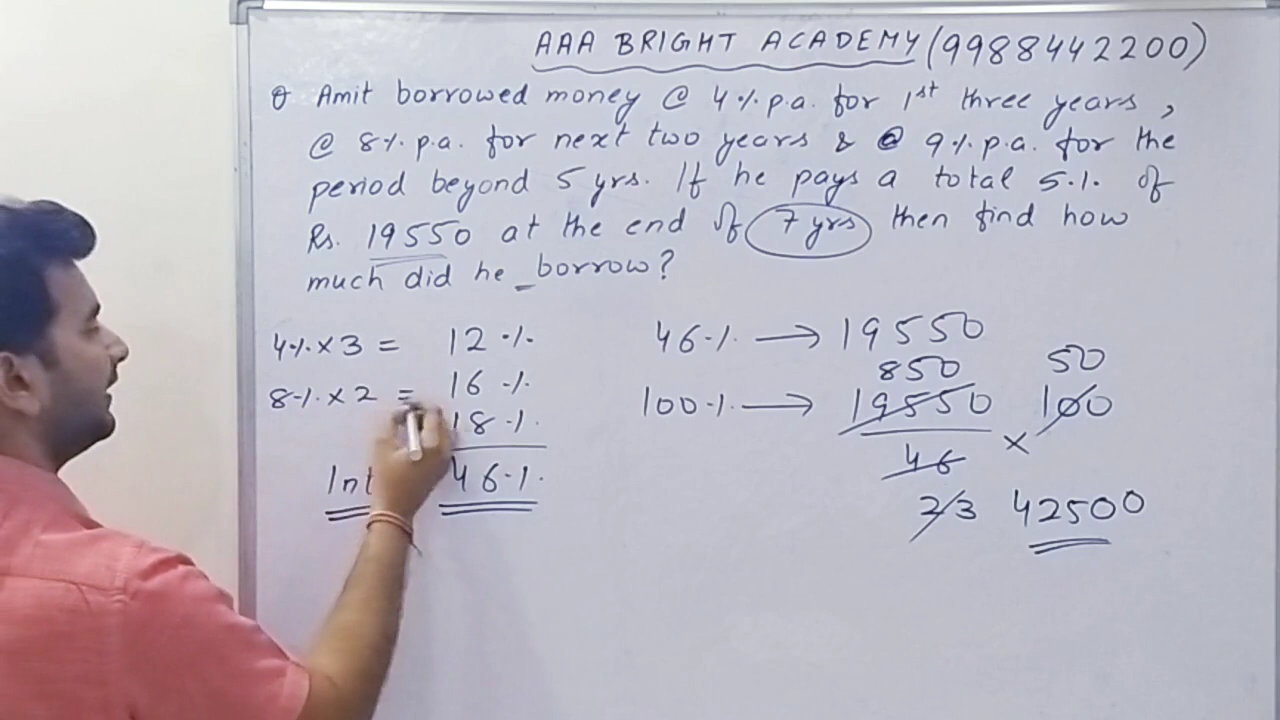 AAA BRIGHT ACADEMY (9988442200)
Q Amit borrowed money @ 4% p.a. for 1st three years,
@ 8% p.a. for next two years & @ 9% p.a. for the
period beyond 5 yrs. If he pays a total S.I. of
Rs. 19550 at the end of 7 yrs then find how
much did he _ borrow?
4% x 3 = 12 %
8% x 2 = 16 %
18 %
Int 46 %
46 % → 19550
850 50
100 % → 19550 x 100
46
23 42500